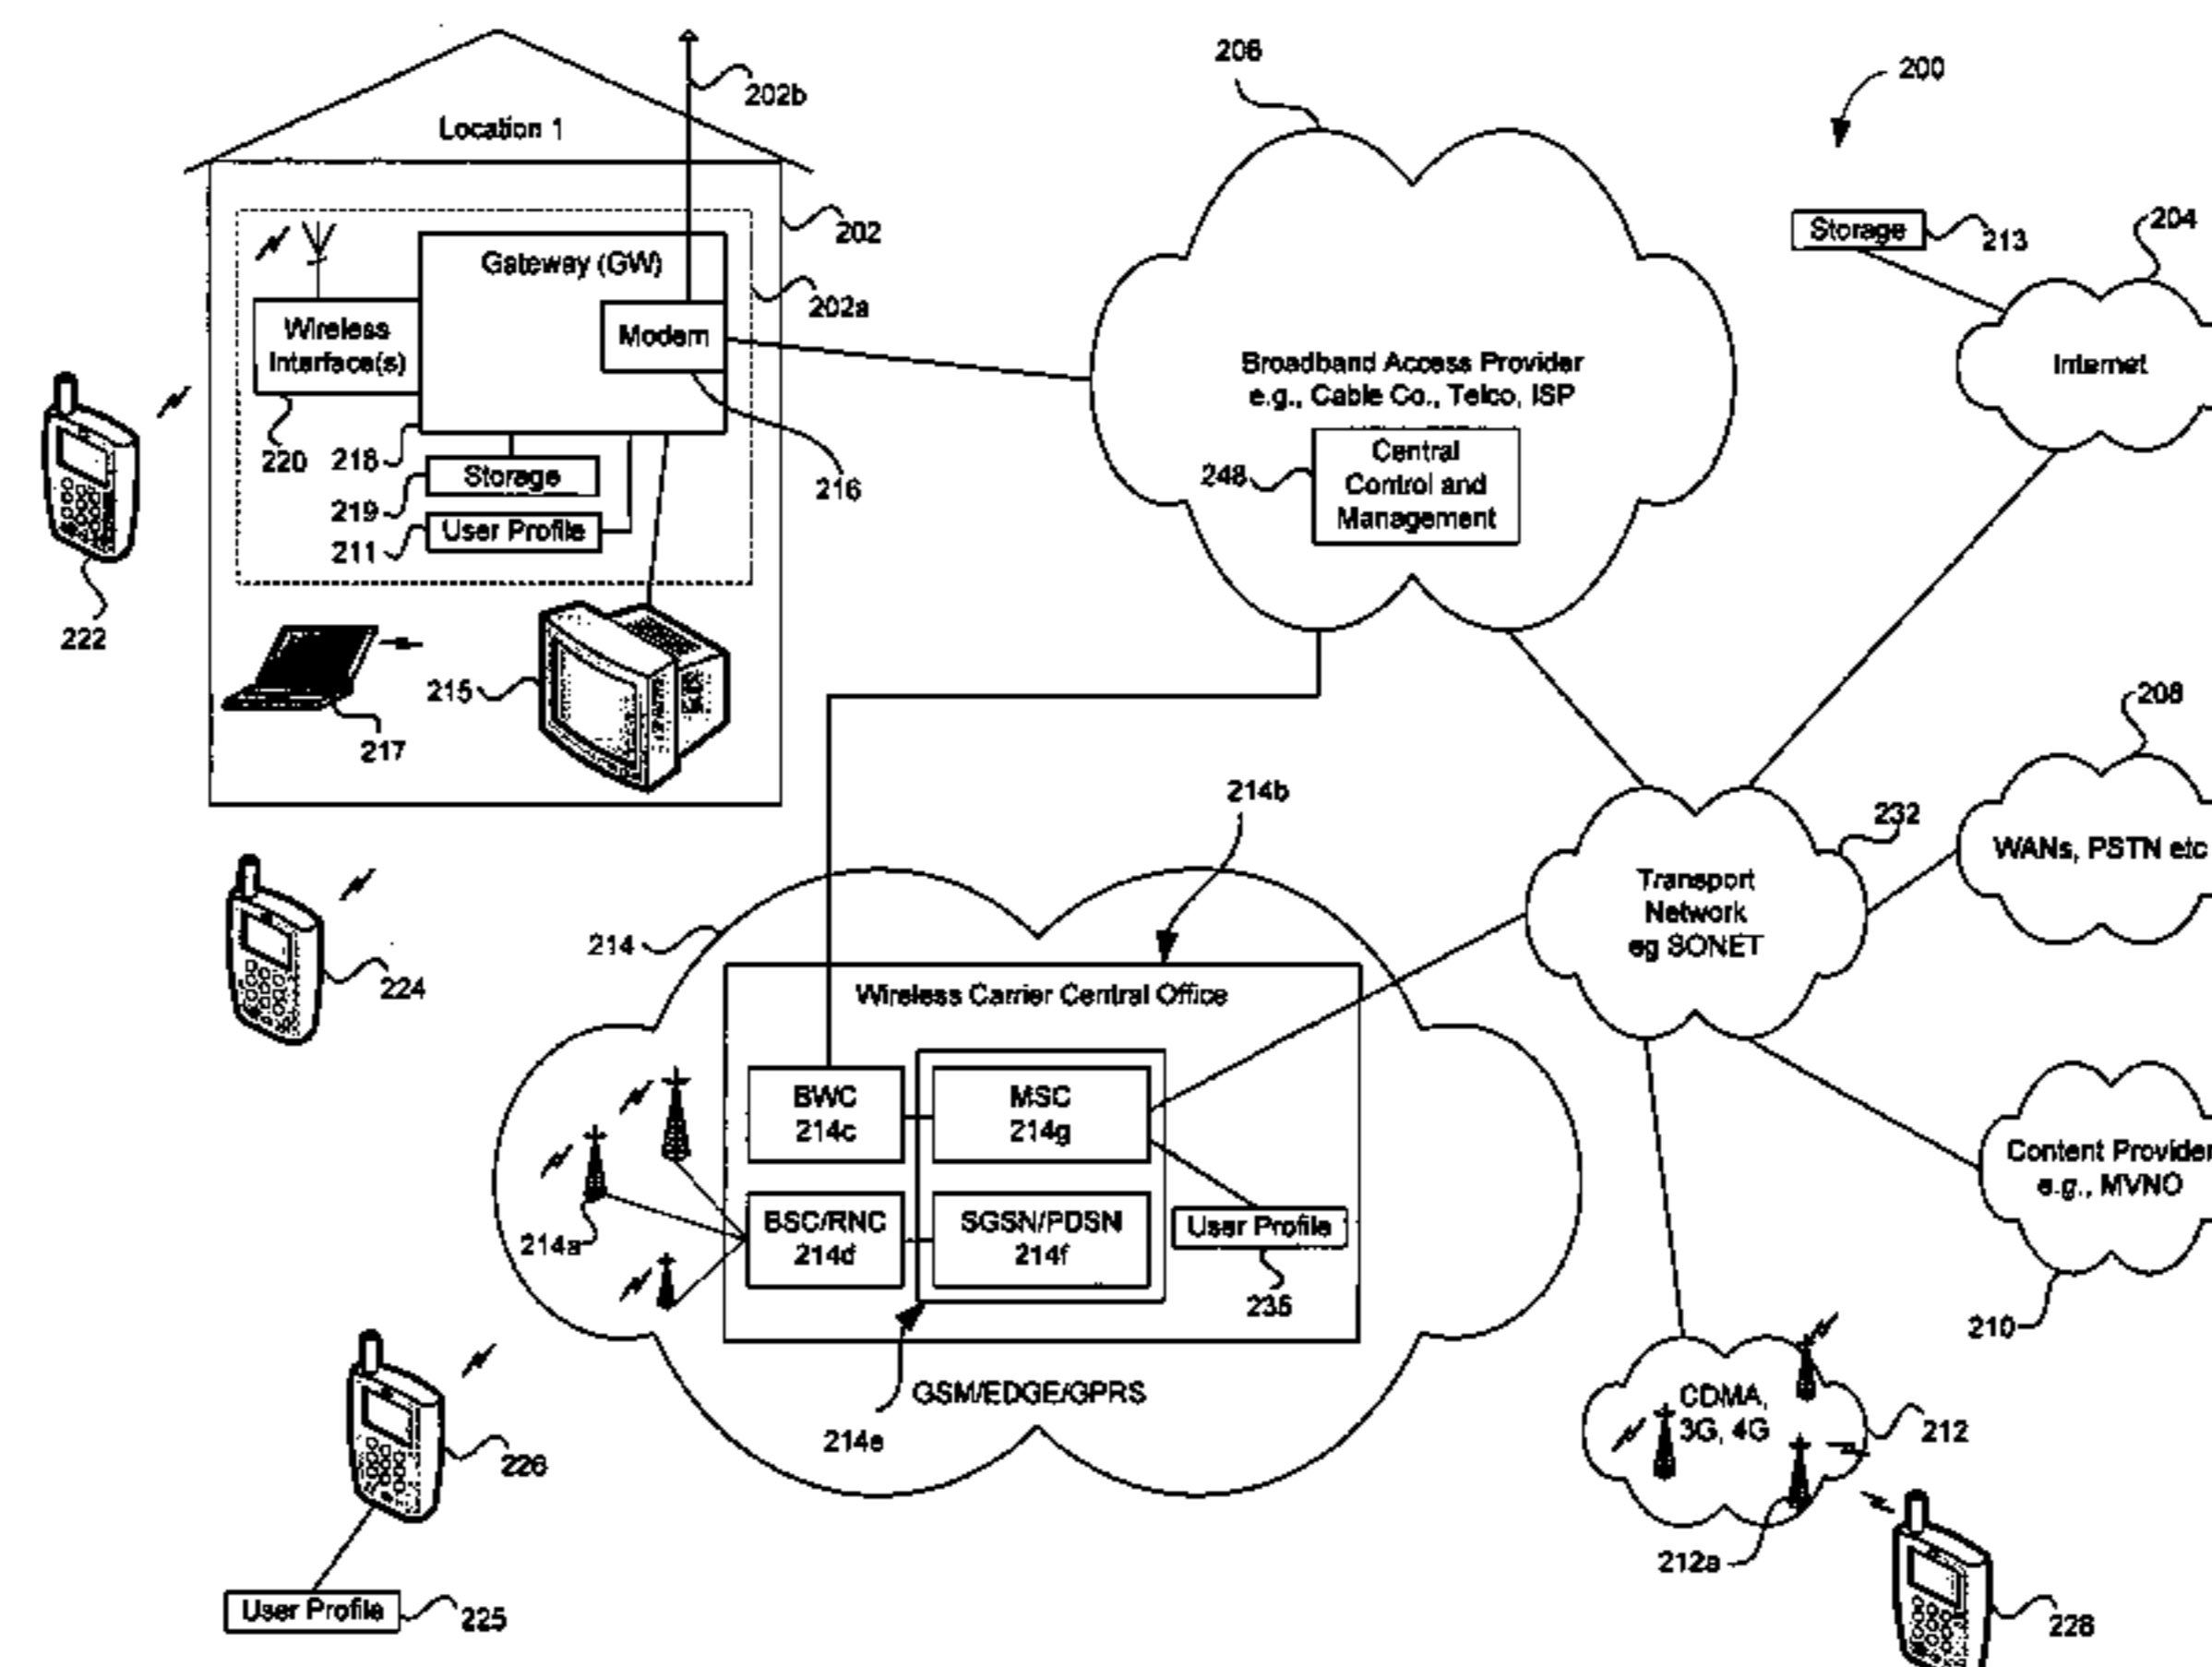 206
200
202b
Location 1
204
Storage
213
202
Gateway (GW)
202a
Wireless
Interface(s)
Modem
Internet
Broadband Access Provider
e.g., Cable Co., Telco, ISP
Central
Control and
Management
248
220
218
Storage
216
219
User Profile
211
222
215
217
208
214b
232
WANs, PSTN etc
Transport
Network
eg SONET
214
224
Wireless Carrier Central Office
BWC
214c
MSC
214g
Content Provider
e.g., MVNO
BSC/RNC
214d
SGSN/PDSN
214f
User Profile
214a
235
210
GSM/EDGE/GPRS
214e
CDMA,
3G, 4G
212
226
212a
User Profile
225
228